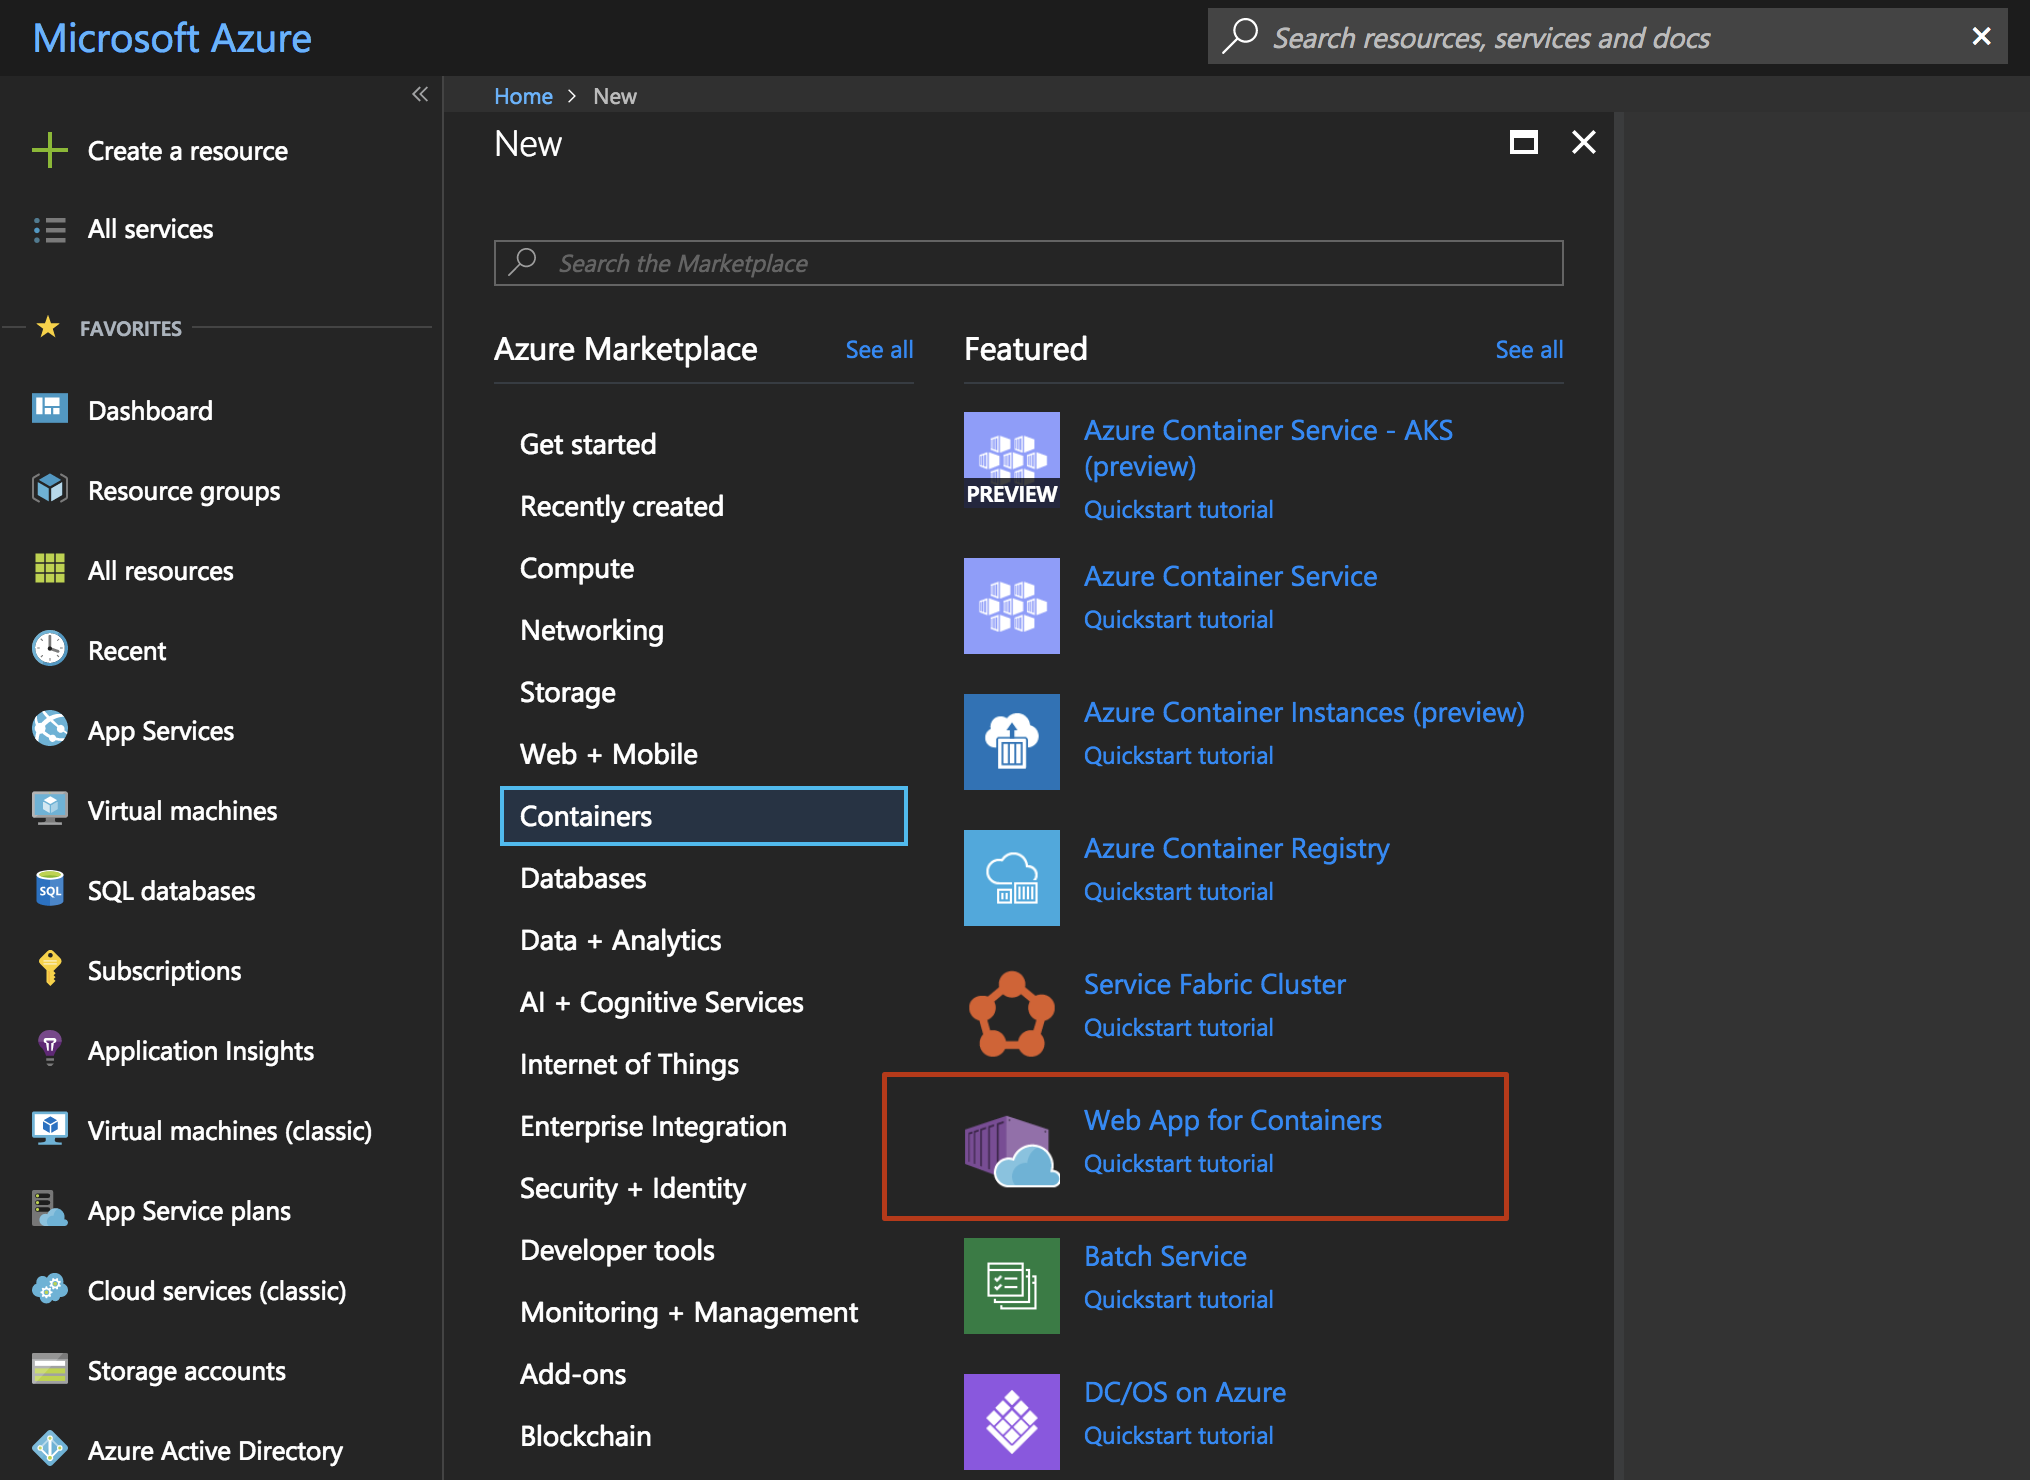 Microsoft Azure
Search resources, services and docs
Create a resource
All services
FAVORITES
Dashboard
Resource groups
All resources
Recent
App Services
Virtual machines
SQL
SQL databases
Subscriptions
Application Insights
Virtual machines (classic)
App Service plans
Cloud services (classic)
Storage accounts
Azure Active Directory
Home > New
New
Search the Marketplace
Azure Marketplace See all
Get started
Recently created
Compute
Networking
Storage
Web + Mobile
Containers
Databases
Data + Analytics
AI + Cognitive Services
Internet of Things
Enterprise Integration
Security + Identity
Developer tools
Monitoring + Management
Add-ons
Blockchain
Featured See all
PREVIEW
Azure Container Service - AKS
(preview)
Quickstart tutorial
Azure Container Service
Quickstart tutorial
Azure Container Instances (preview)
Quickstart tutorial
Azure Container Registry
Quickstart tutorial
Service Fabric Cluster
Quickstart tutorial
Web App for Containers
Quickstart tutorial
Batch Service
Quickstart tutorial
DC/OS on Azure
Quickstart tutorial